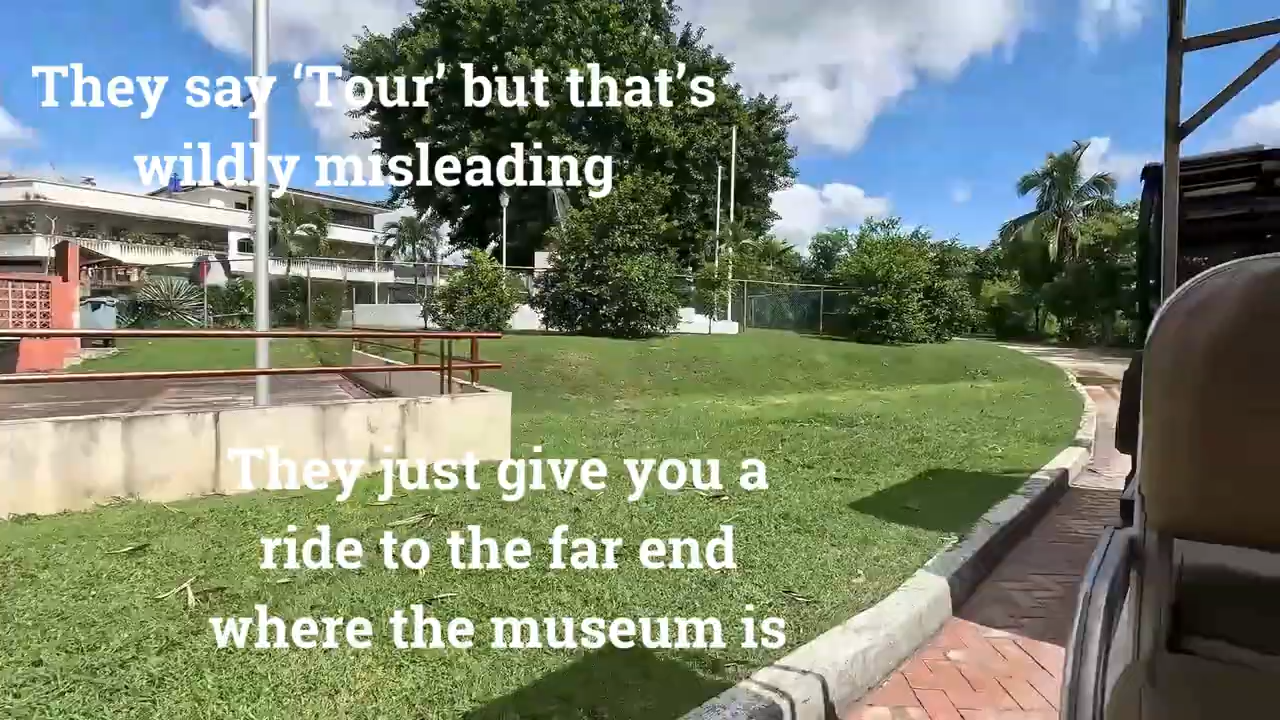 They say ‘Tour’ but that’s
wildly misleading
They just give you a
ride to the far end
where the museum is